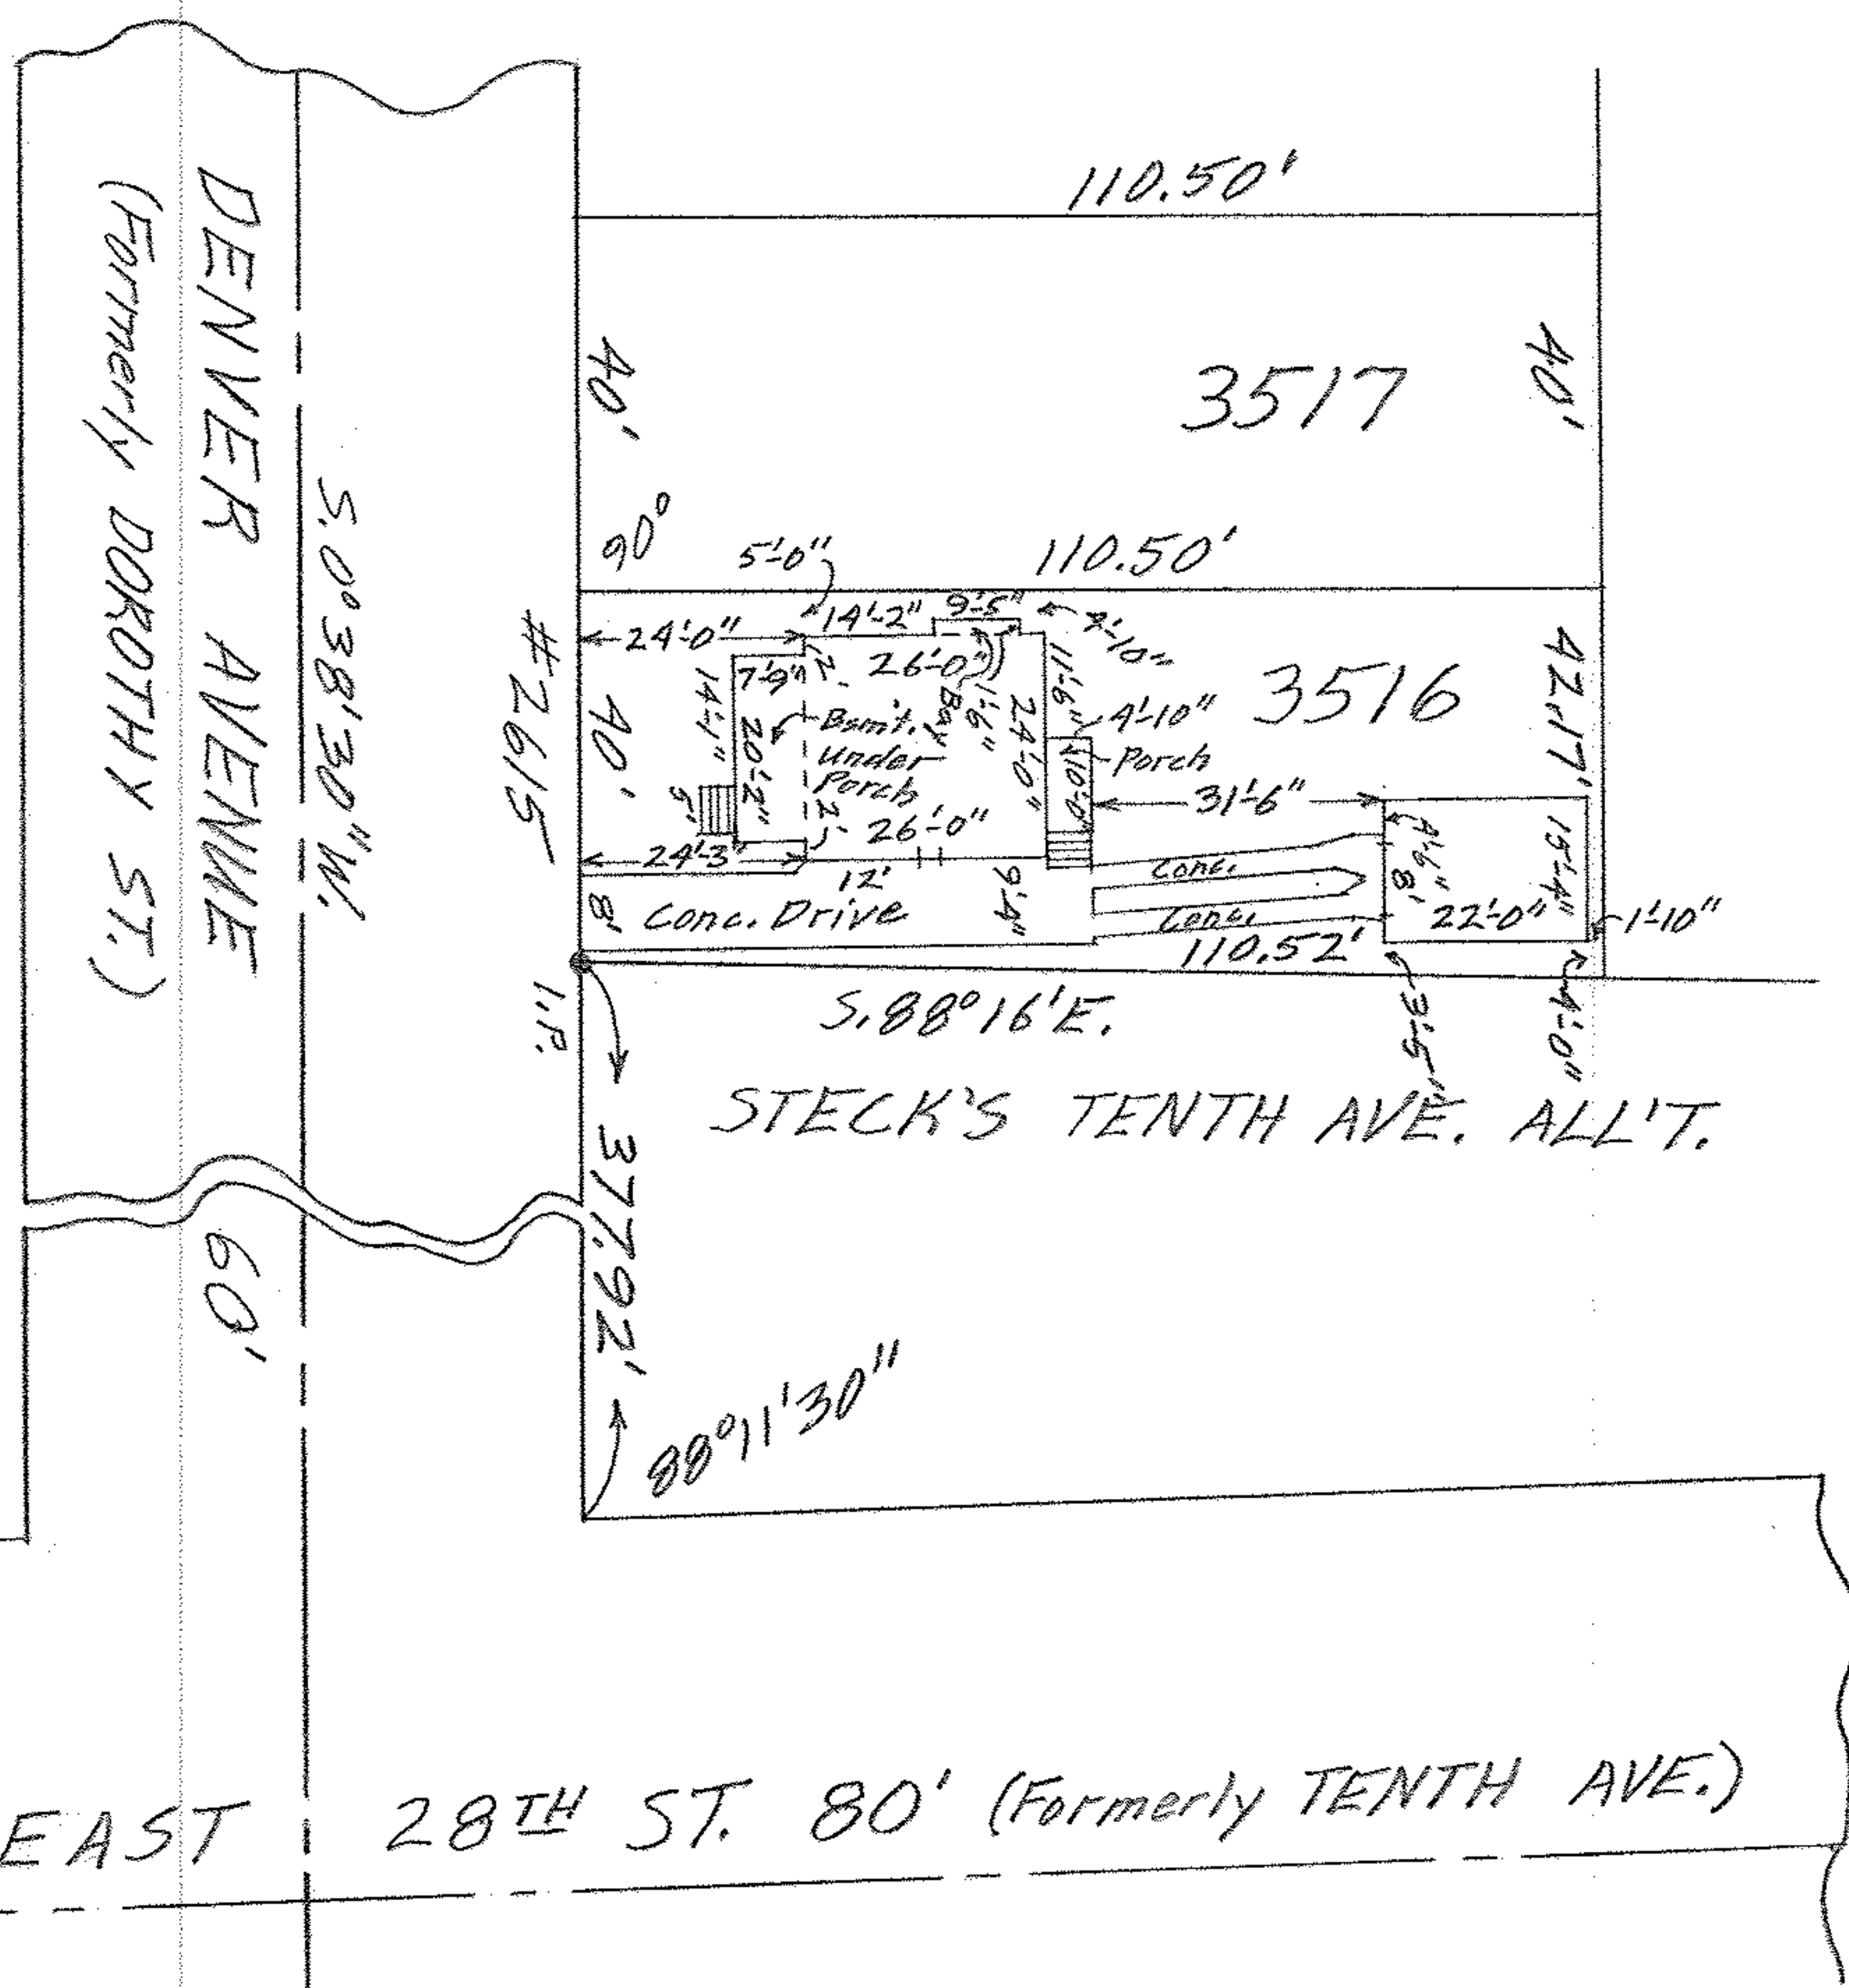 DENVER AVENUE 60'
(Formerly DOROTHY ST.)
S. 0° 38' 30" W.
110.50'
40'
3517
40'
90°
5'-0"
110.50'
#2615
24'-0"
14'-2"
9'-5"
26'-0"
7'-9"
2'
14'-1"
20'-2"
Bsm't.
under
Porch
Bay
1'-6"
24'-0"
11'-6"
4'-10"
Porch
10'-0"
3516
42.17'
40'
5'
2'
26'-0"
24'-3"
12'
9'-4"
31'-6"
Conc.
Conc.
8'
Conc. Drive
8'
15'-4"
22'-0"
1'-10"
110.52'
I.P.
S. 88° 16' E.
3'-5"
4'-0"
STECK'S TENTH AVE. ALL'T.
377.92'
88° 11' 30"
EAST 28TH ST. 80' (Formerly TENTH AVE.)